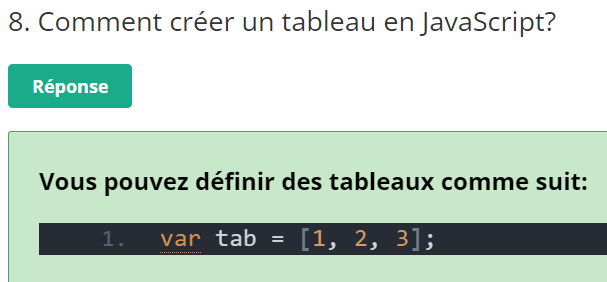 8. Comment créer un tableau en JavaScript?
Réponse
Vous pouvez définir des tableaux comme suit:
1. var tab = [1, 2, 3];